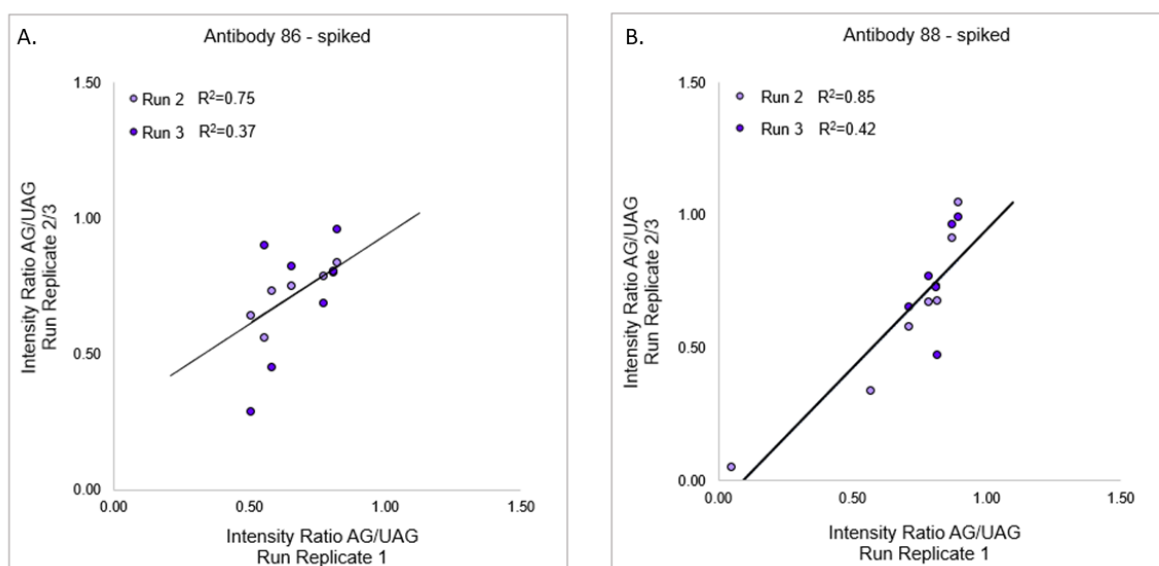 A.
Antibody 86 - spiked
1.50
Run 2 R²=0.75
Run 3 R²=0.37
1.00
0.50
0.00
Intensity Ratio AG/UAG
Run Replicate 2/3
0.00 0.50 1.00 1.50
Intensity Ratio AG/UAG
Run Replicate 1
B.
Antibody 88 - spiked
1.50
Run 2 R²=0.85
Run 3 R²=0.42
1.00
0.50
0.00
Intensity Ratio AG/UAG
Run Replicate 2/3
0.00 0.50 1.00 1.50
Intensity Ratio AG/UAG
Run Replicate 1